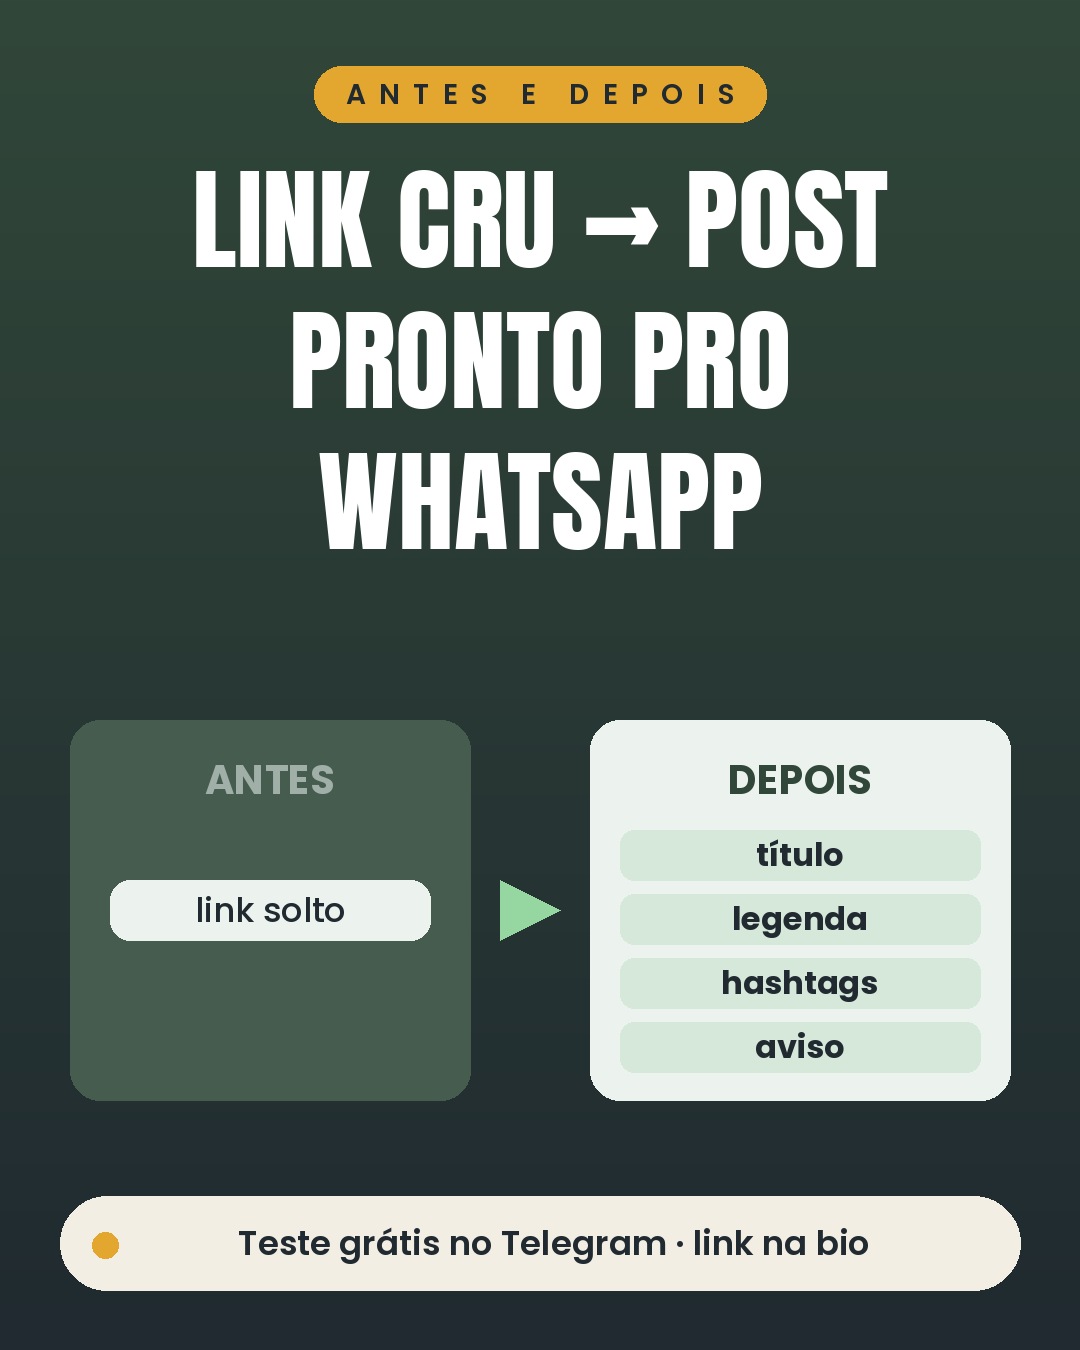 ANTES E DEPOIS
LINK CRU → POST
PRONTO PRO
WHATSAPP
ANTES
link solto
DEPOIS
título
legenda
hashtags
aviso
Teste grátis no Telegram · link na bio